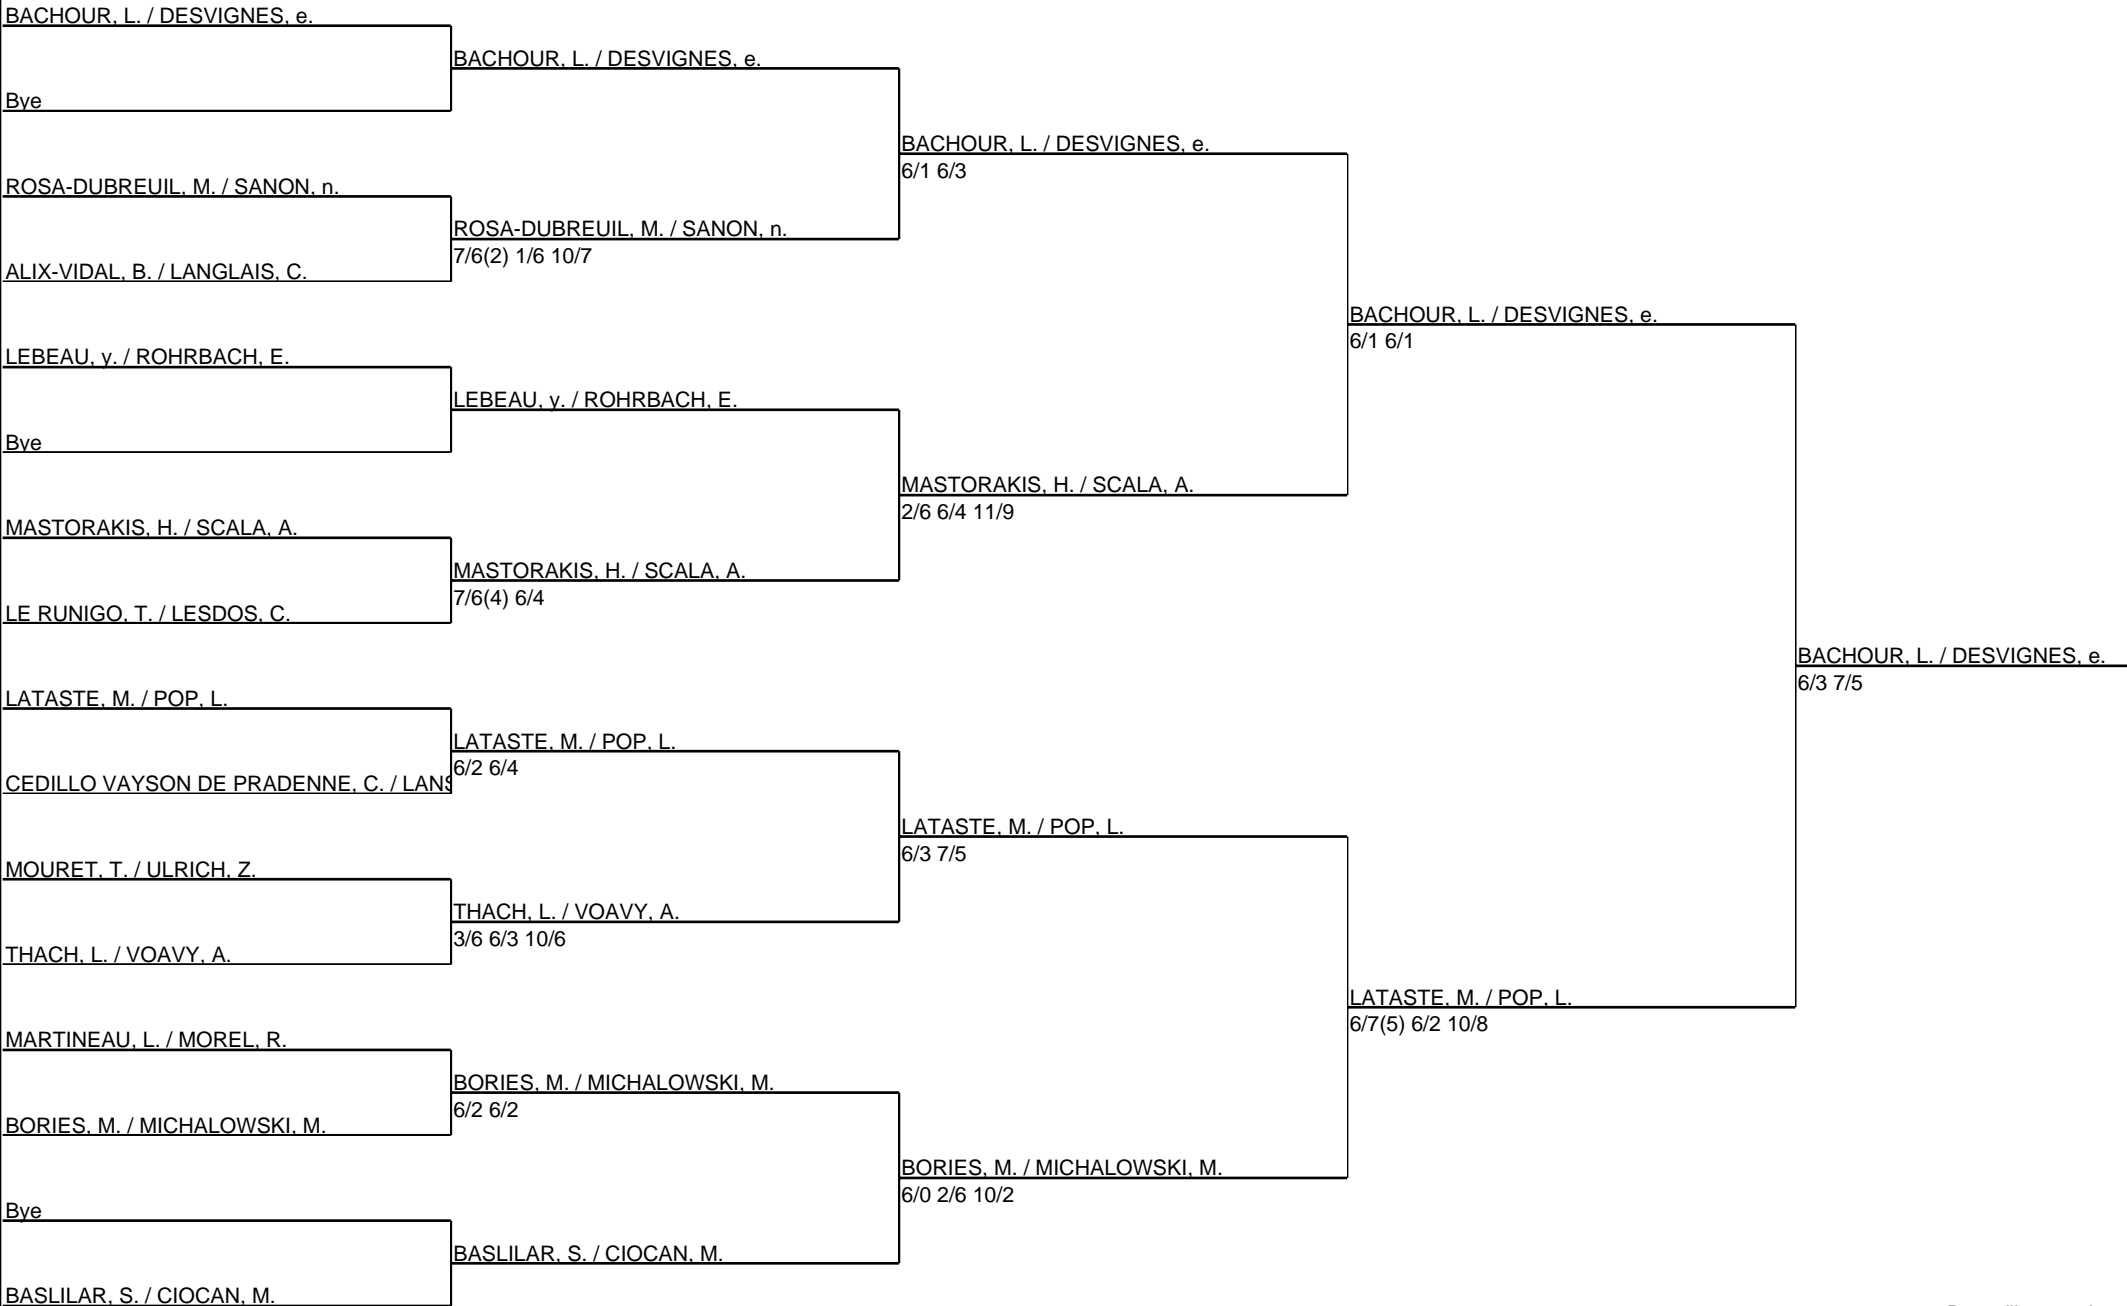 BACHOUR, L. / DESVIGNES, e.
Bye
ROSA-DUBREUIL, M. / SANON, n.
ALIX-VIDAL, B. / LANGLAIS, C.
LEBEAU, y. / ROHRBACH, E.
Bye
MASTORAKIS, H. / SCALA, A.
LE RUNIGO, T. / LESDOS, C.
LATASTE, M. / POP, L.
CEDILLO VAYSON DE PRADENNE, C. / LANS
MOURET, T. / ULRICH, Z.
THACH, L. / VOAVY, A.
MARTINEAU, L. / MOREL, R.
BORIES, M. / MICHALOWSKI, M.
Bye
BASLILAR, S. / CIOCAN, M.
BACHOUR, L. / DESVIGNES, e.
ROSA-DUBREUIL, M. / SANON, n.
7/6(2) 1/6 10/7
LEBEAU, y. / ROHRBACH, E.
MASTORAKIS, H. / SCALA, A.
7/6(4) 6/4
LATASTE, M. / POP, L.
6/2 6/4
THACH, L. / VOAVY, A.
3/6 6/3 10/6
BORIES, M. / MICHALOWSKI, M.
6/2 6/2
BASLILAR, S. / CIOCAN, M.
BACHOUR, L. / DESVIGNES, e.
6/1 6/3
MASTORAKIS, H. / SCALA, A.
2/6 6/4 11/9
LATASTE, M. / POP, L.
6/3 7/5
BORIES, M. / MICHALOWSKI, M.
6/0 2/6 10/2
BACHOUR, L. / DESVIGNES, e.
6/1 6/1
LATASTE, M. / POP, L.
6/7(5) 6/2 10/8
BACHOUR, L. / DESVIGNES, e.
6/3 7/5